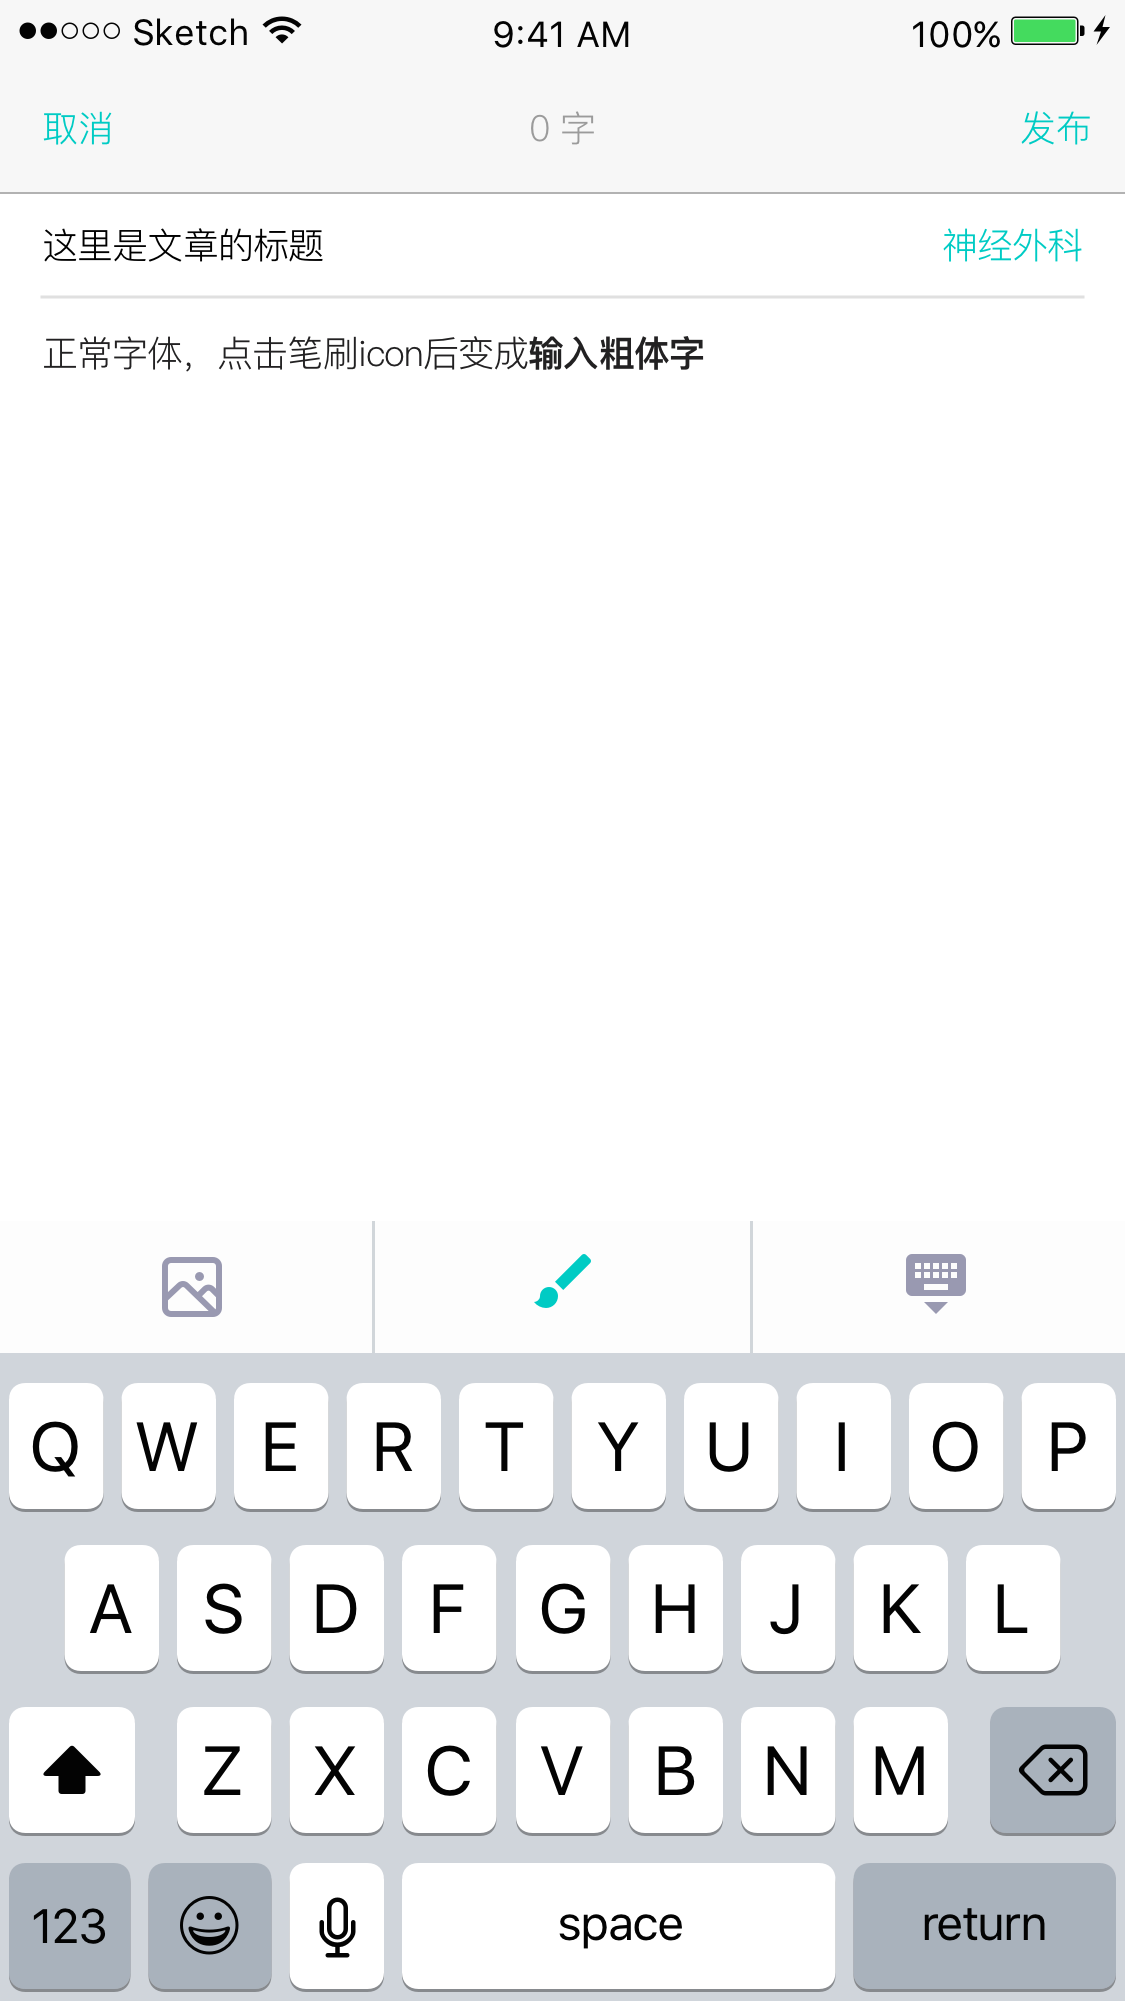 Sketch 9:41 AM 100%
取消 0 字 发布
这里是文章的标题 神经外科
正常字体，点击笔刷icon后变成输入粗体字
Q W E R T Y U I O P
A S D F G H J K L
Z X C V B N M
123 space return